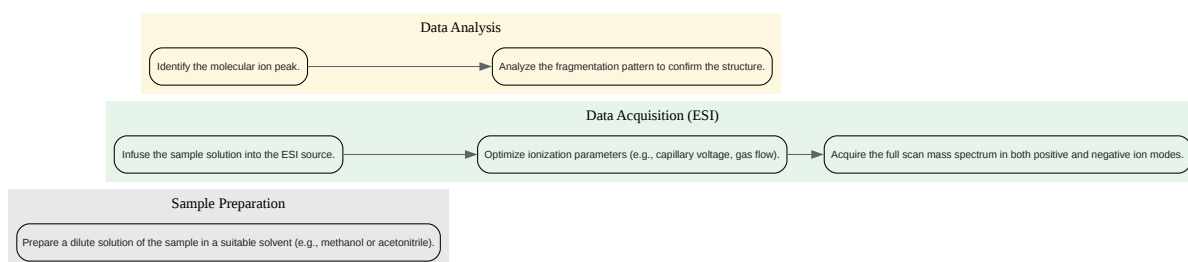 Data Analysis
Identify the molecular ion peak.
Analyze the fragmentation pattern to confirm the structure.
Data Acquisition (ESI)
Infuse the sample solution into the ESI source.
Optimize ionization parameters (e.g., capillary voltage, gas flow).
Acquire the full scan mass spectrum in both positive and negative ion modes.
Sample Preparation
Prepare a dilute solution of the sample in a suitable solvent (e.g., methanol or acetonitrile).